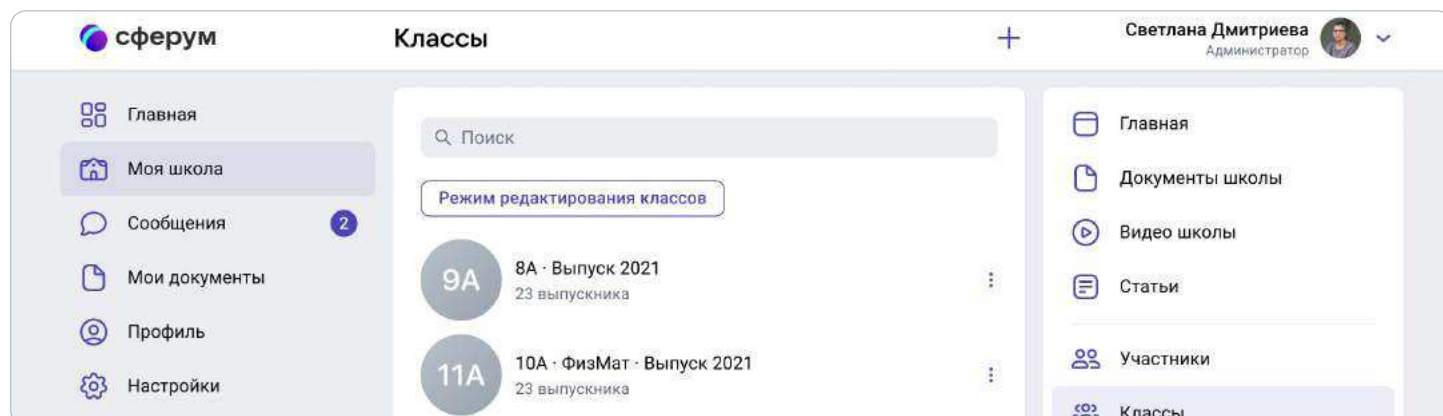 сферум
Классы
Светлана Дмитриева
Администратор
Главная
Моя школа
Сообщения
2
Мои документы
Профиль
Настройки
Поиск
Режим редактирования классов
9А
8А · Выпуск 2021
23 выпускника
11А
10А · ФизМат · Выпуск 2021
23 выпускника
Главная
Документы школы
Видео школы
Статьи
Участники
Классы